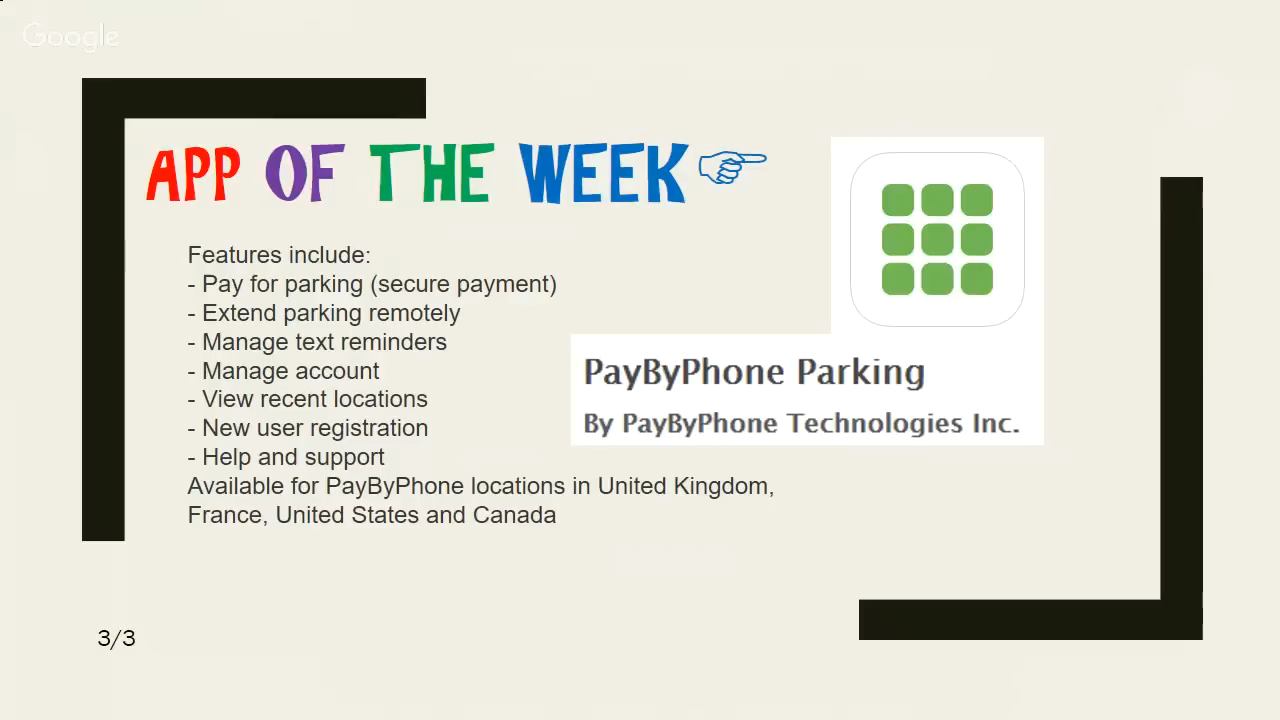 Google
APP OF THE WEEK
Features include:
- Pay for parking (secure payment)
- Extend parking remotely
- Manage text reminders
- Manage account
- View recent locations
- New user registration
- Help and support
Available for PayByPhone locations in United Kingdom,
France, United States and Canada
PayByPhone Parking
By PayByPhone Technologies Inc.
3/3